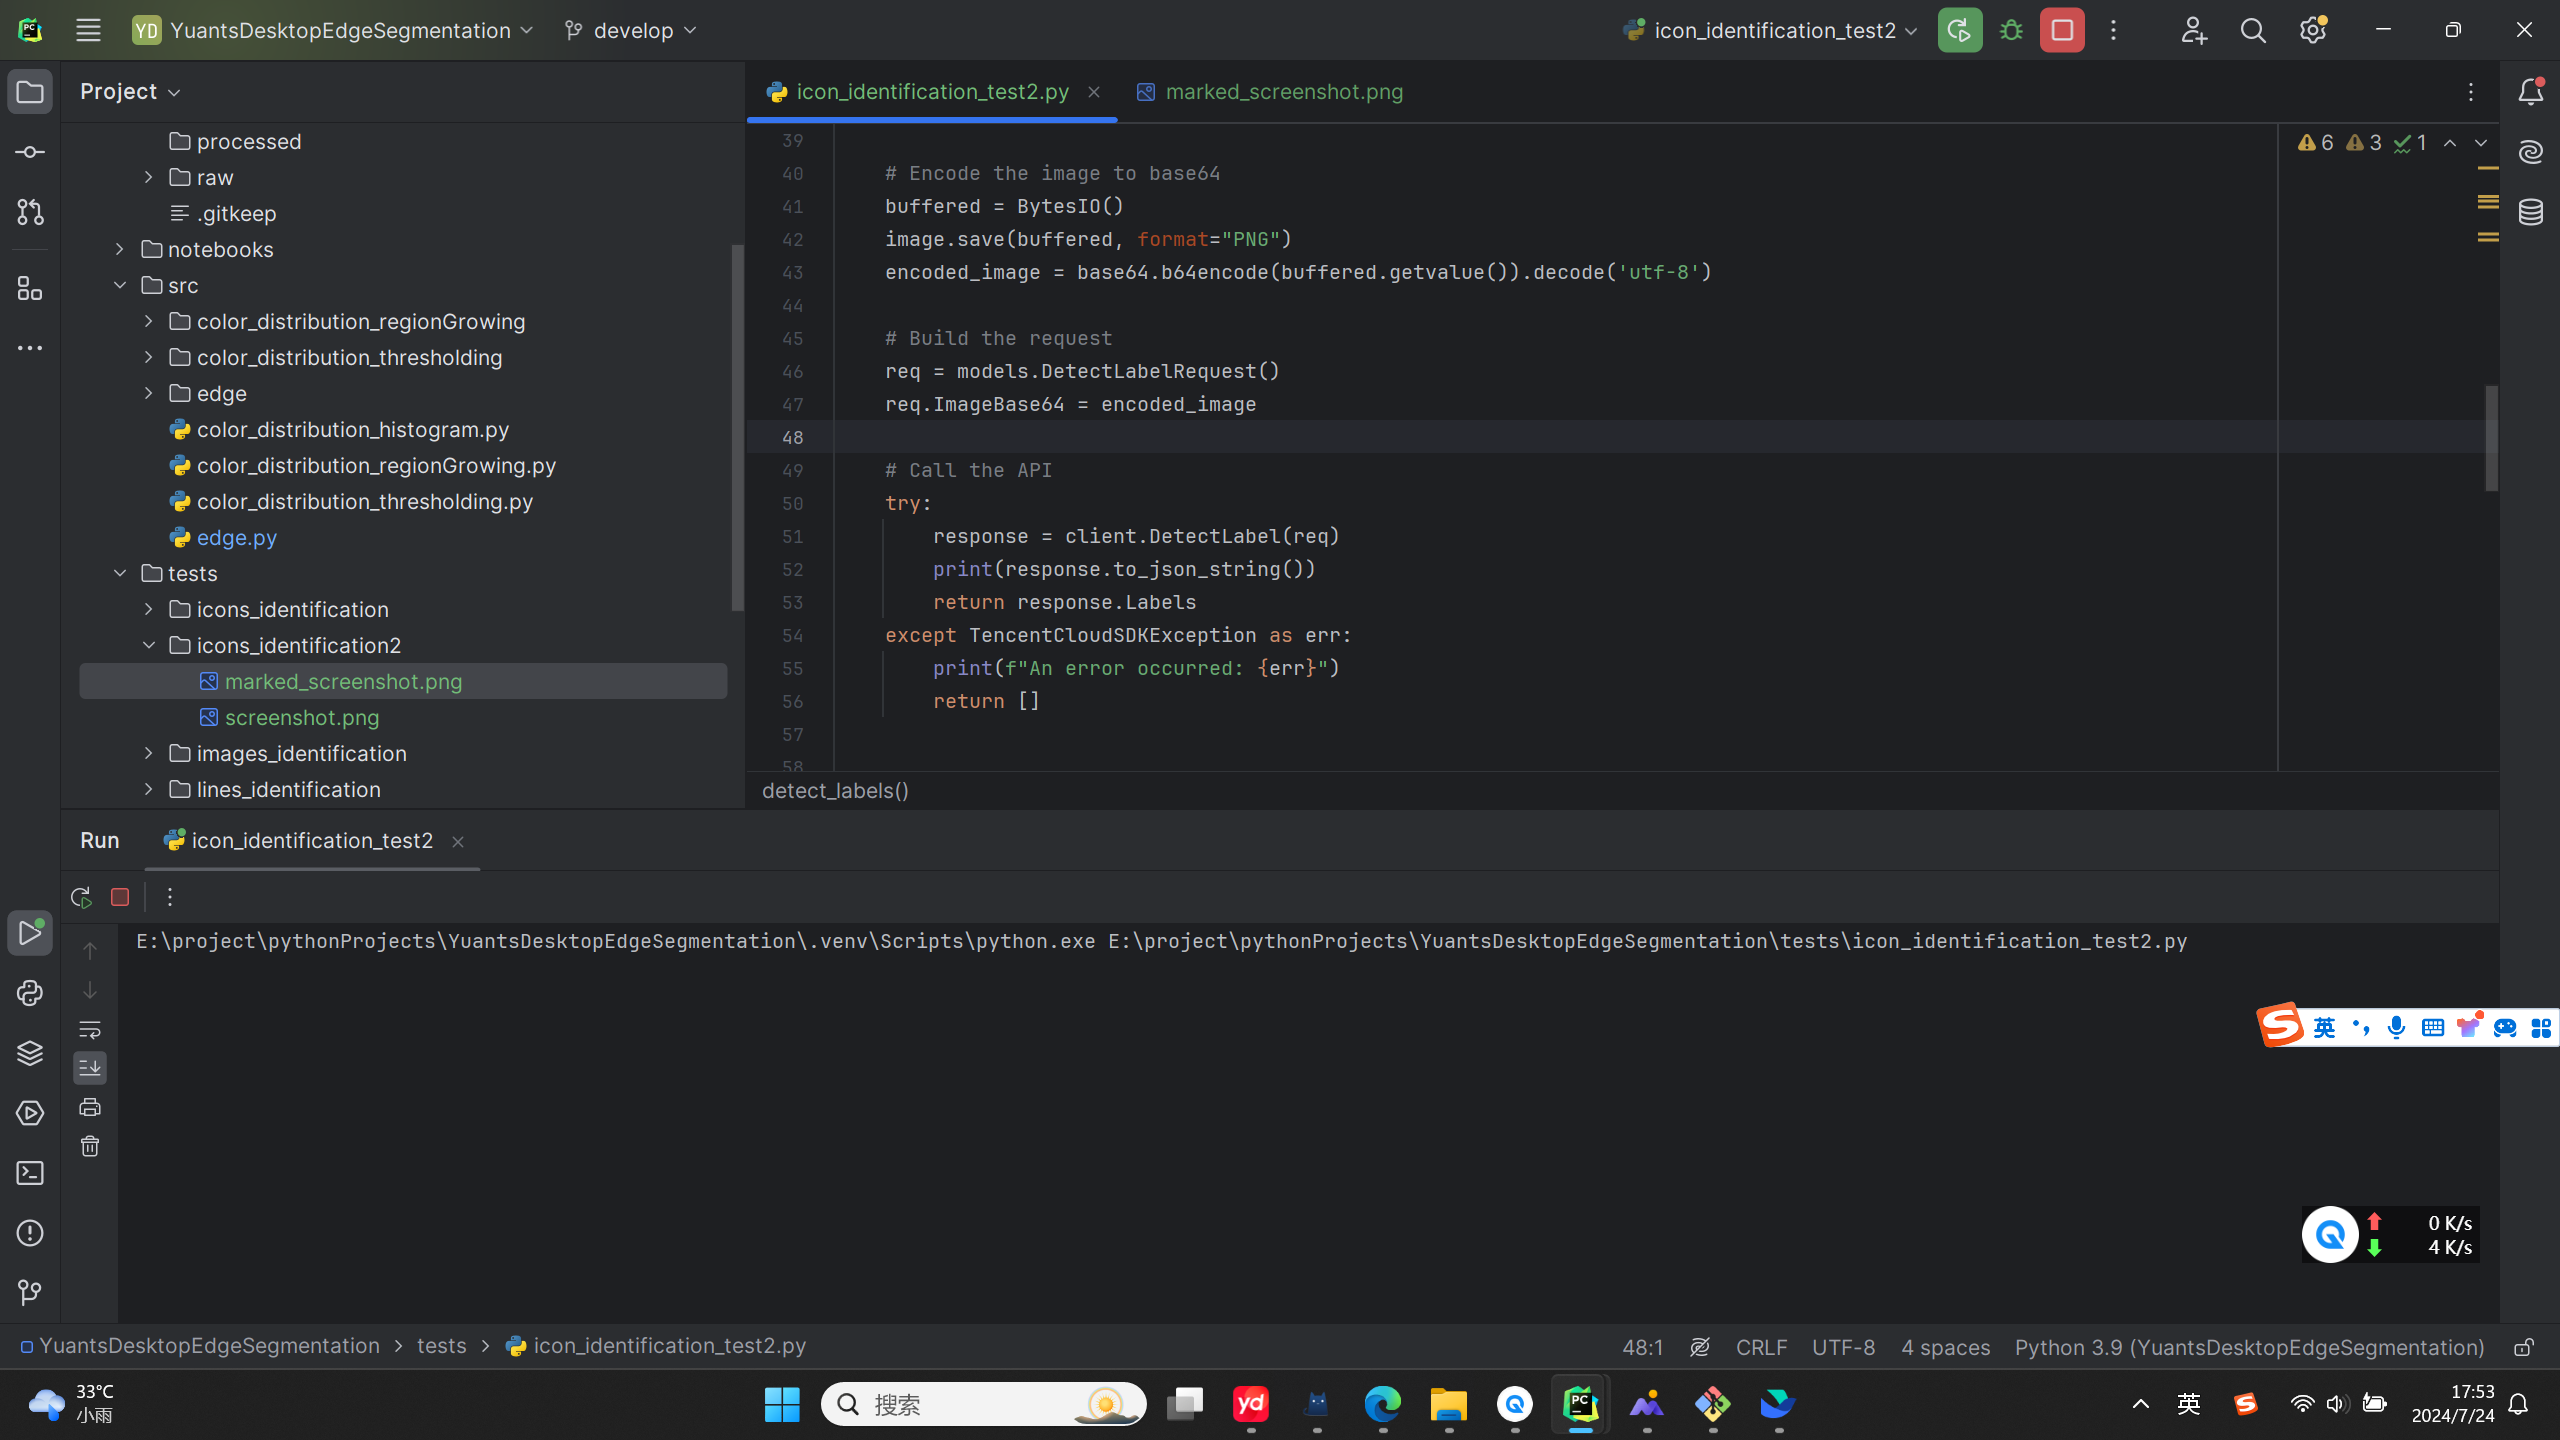 YD YuantsDesktopEdgeSegmentation develop icon_identification_test2
Project
processed
raw
.gitkeep
notebooks
src
color_distribution_regionGrowing
color_distribution_thresholding
edge
color_distribution_histogram.py
color_distribution_regionGrowing.py
color_distribution_thresholding.py
edge.py
tests
icons_identification
icons_identification2
marked_screenshot.png
screenshot.png
images_identification
lines_identification
icon_identification_test2.py marked_screenshot.png
6 3 1
39
40 # Encode the image to base64
41 buffered = BytesIO()
42 image.save(buffered, format="PNG")
43 encoded_image = base64.b64encode(buffered.getvalue()).decode('utf-8')
44
45 # Build the request
46 req = models.DetectLabelRequest()
47 req.ImageBase64 = encoded_image
48
49 # Call the API
50 try:
51 response = client.DetectLabel(req)
52 print(response.to_json_string())
53 return response.Labels
54 except TencentCloudSDKException as err:
55 print(f"An error occurred: {err}")
56 return []
57
58
detect_labels()
Run icon_identification_test2
E:\project\pythonProjects\YuantsDesktopEdgeSegmentation\.venv\Scripts\python.exe E:\project\pythonProjects\YuantsDesktopEdgeSegmentation\tests\icon_identification_test2.py
英
0 K/s
4 K/s
YuantsDesktopEdgeSegmentation > tests > icon_identification_test2.py 48:1 CRLF UTF-8 4 spaces Python 3.9 (YuantsDesktopEdgeSegmentation)
33°C
小雨
搜索
yd
PC
英
17:53
2024/7/24